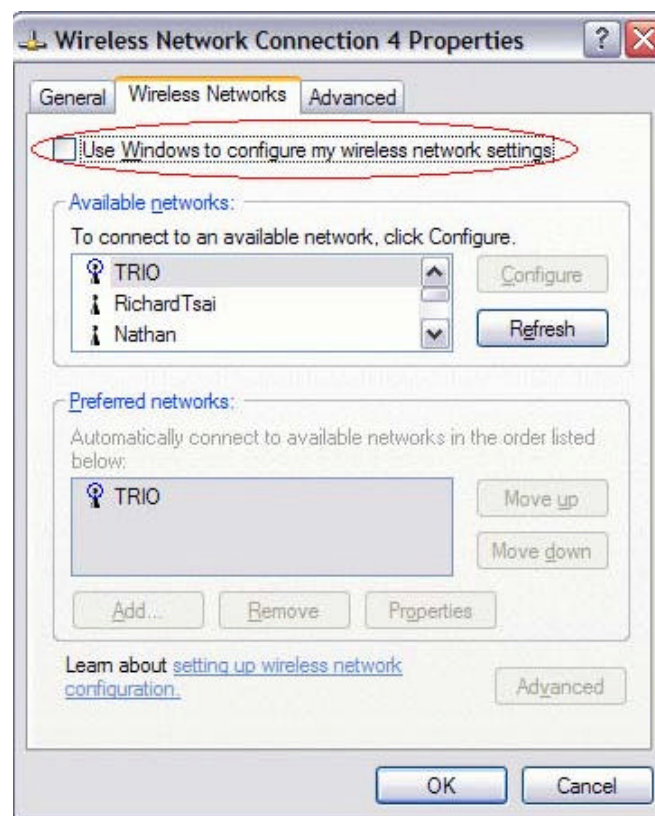 Wireless Network Connection 4 Properties
General Wireless Networks Advanced
Use Windows to configure my wireless network settings
Available networks:
To connect to an available network, click Configure.
TRIO
Configure
RichardTsai
Nathan
Refresh
Preferred networks:
Automatically connect to available networks in the order listed
below:
TRIO
Move up
Move down
Add... Remove Properties
Learn about setting up wireless network
configuration.
Advanced
OK Cancel